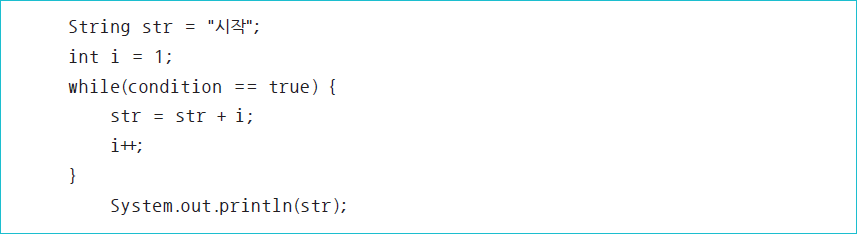 String str = "시작";
int i = 1;
while(condition == true) {
str = str + i;
i++;
}
System.out.println(str);